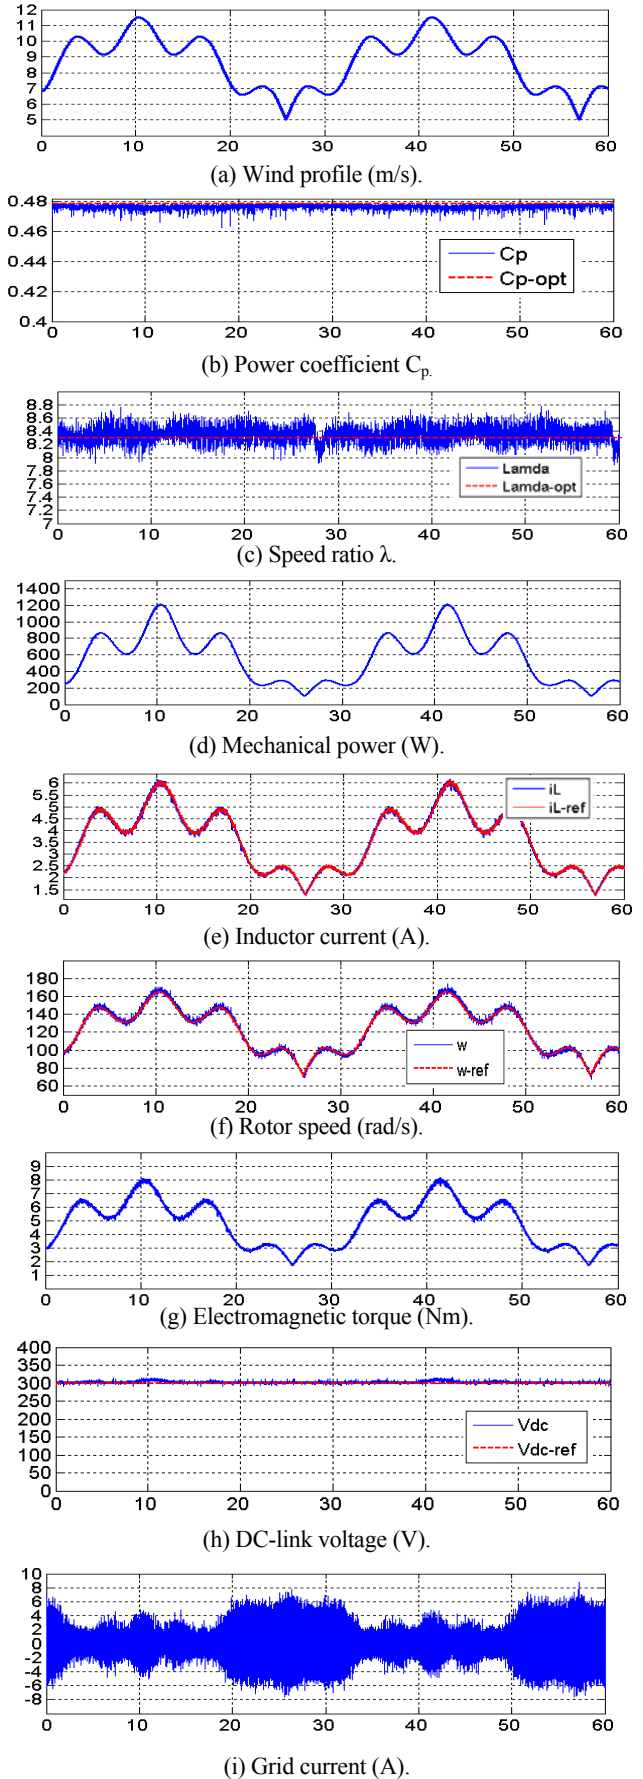 12
11
10
9
8
7
6
5
0 10 20 30 40 50 60
(a) Wind profile (m/s).
0.48
0.46
0.44
0.42
0.4
Cp
Cp-opt
0 10 20 30 40 50 60
(b) Power coefficient Cp.
8.8
8.6
8.4
8.2
8
7.8
7.6
7.4
7.2
7
Lamda
Lamda-opt
0 10 20 30 40 50 60
(c) Speed ratio λ.
1400
1200
1000
800
600
400
200
0
0 10 20 30 40 50 60
(d) Mechanical power (W).
6
5.6
5
4.5
4
3.5
3
2.5
2
1.5
iL
iL-ref
0 10 20 30 40 50 60
(e) Inductor current (A).
180
160
140
120
100
80
60
w
w-ref
0 10 20 30 40 50 60
(f) Rotor speed (rad/s).
9
8
7
6
5
4
3
2
1
0 10 20 30 40 50 60
(g) Electromagnetic torque (Nm).
400
350
300
250
200
150
100
50
0
Vdc
Vdc-ref
0 10 20 30 40 50 60
(h) DC-link voltage (V).
10
8
6
4
2
0
-2
-4
-6
-8
0 10 20 30 40 50 60
(i) Grid current (A).